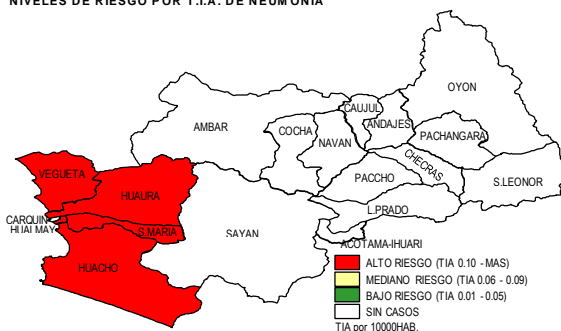 NIVELES DE RIESGO POR T.I.A. DE NEUMONIA
OYON
CAUJUL
AMBAR
COCHA
ANDAJES
NAVAN
PACHANGARA
CHECRAS
VEGUETA
PACCHO
S.LEONOR
HUAURA
L.PRADO
CARQUIN
HUALMAY
S.MARIA
SAYAN
ACOTAMA-IHUARI
HUACHO
ALTO RIESGO (TIA 0.10 - MAS)
MEDIANO RIESGO (TIA 0.06 - 0.09)
BAJO RIESGO (TIA 0.01 - 0.05)
SIN CASOS
TIA por 10000HAB.